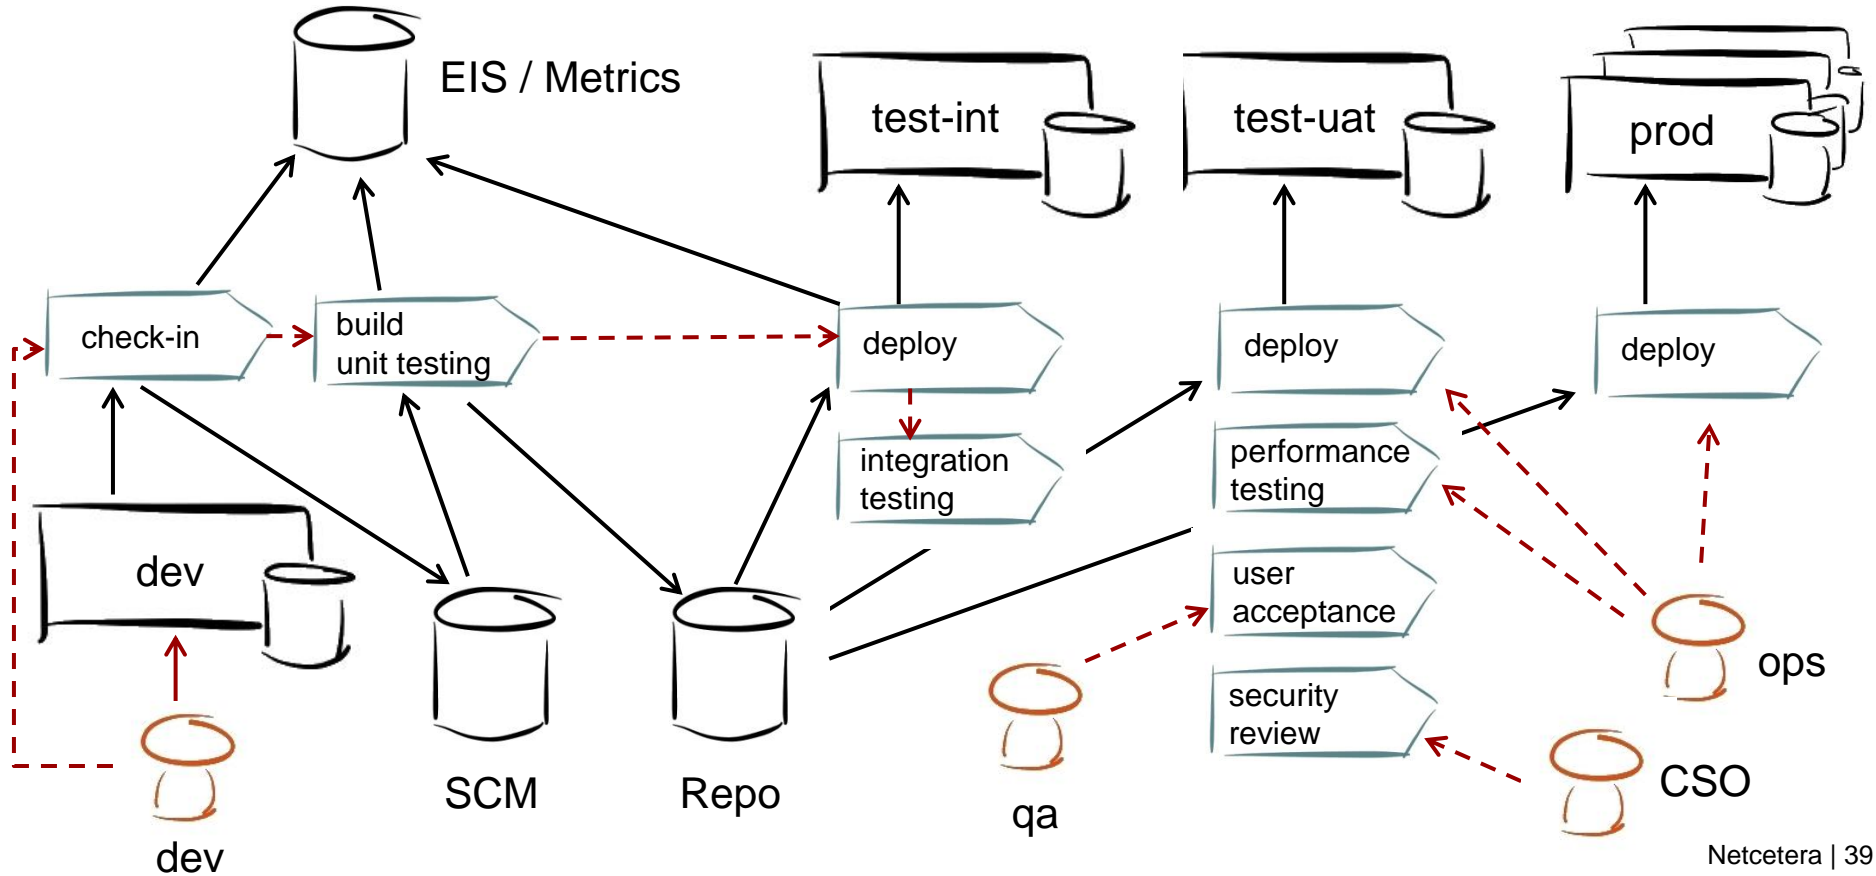 EIS / Metrics
test-int
test-uat
prod
check-in
build
unit testing
deploy
deploy
deploy
integration
testing
performance
testing
dev
user
acceptance
security
review
ops
SCM
Repo
qa
CSO
dev
Netcetera | 39